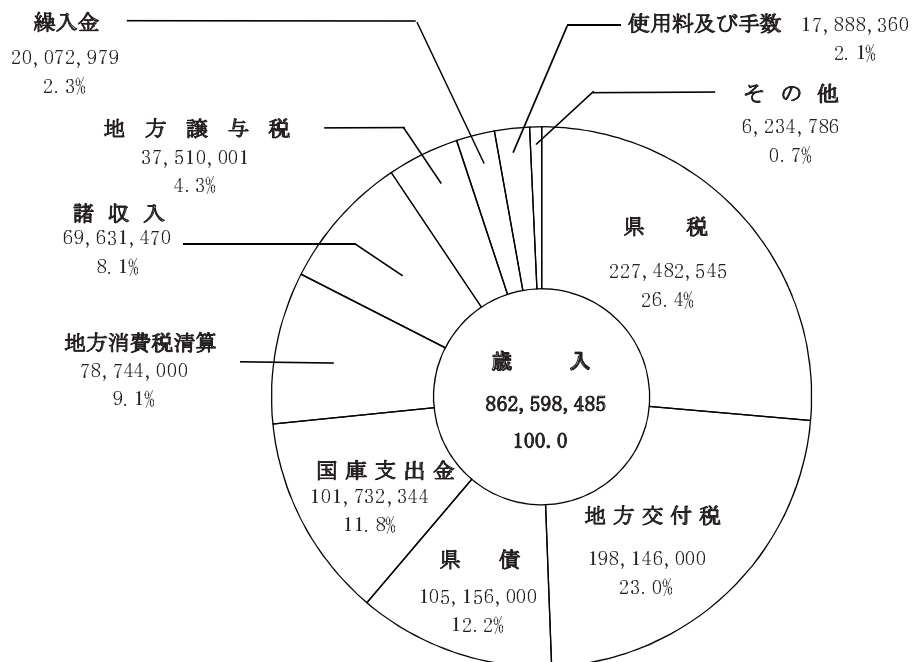 繰入金
20,072,979
2.3%
使用料及び手数 17,888,360
2.1%
そ の 他
6,234,786
0.7%
地 方 譲 与 税
37,510,001
4.3%
諸 収 入
69,631,470
8.1%
県 税
227,482,545
26.4%
地方消費税清算
78,744,000
9.1%
歳 入
862,598,485
100.0
国庫支出金
101,732,344
11.8%
地方交付税
198,146,000
23.0%
県 債
105,156,000
12.2%